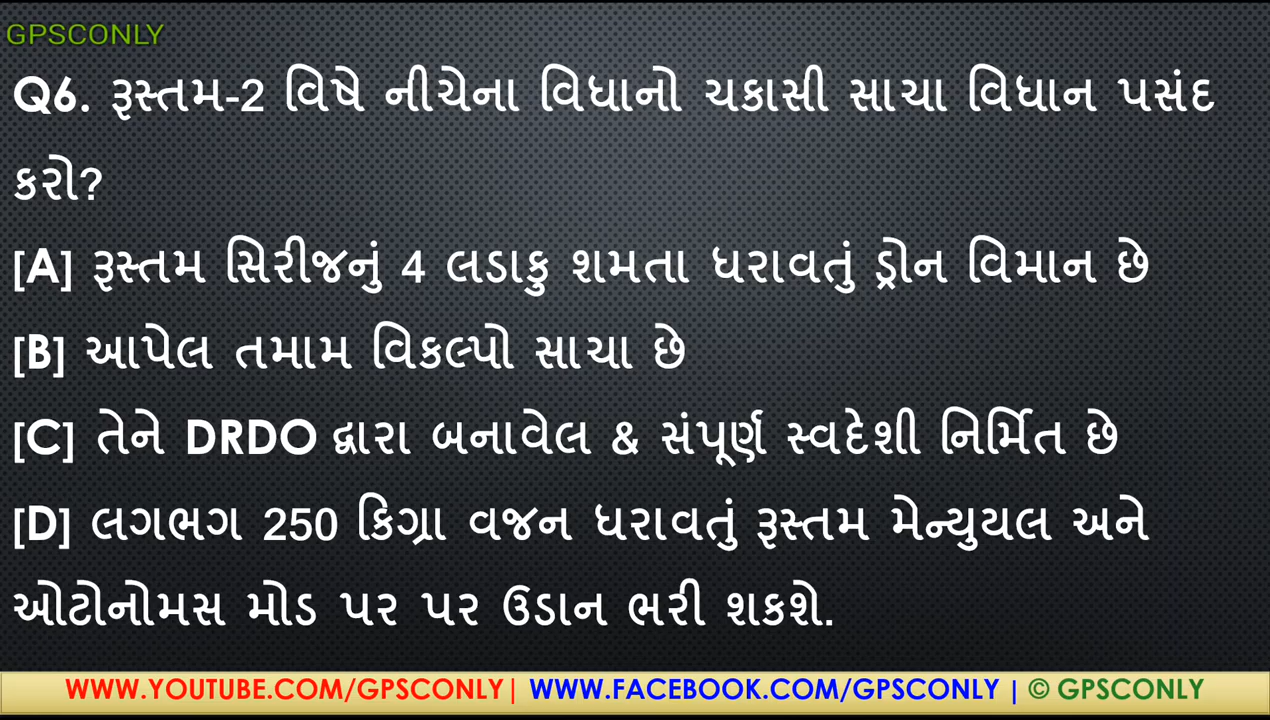 GPSCONLY
Q6. રૂસ્તમ-2 વિષે નીચેના વિધાનો ચકાસી સાચા વિધાન પસંદ
કરો?
[A] રૂસ્તમ સિરીજનું 4 લડાકુ શમતા ધરાવતું ડ્રોન વિમાન છે
[B] આપેલ તમામ વિકલ્પો સાચા છે
[C] તેને DRDO દ્વારા બનાવેલ & સંપૂર્ણ સ્વદેશી નિર્મિત છે
[D] લગભગ 250 કિગ્રા વજન ધરાવતું રૂસ્તમ મેન્યુયલ અને
ઓટોનોમસ મોડ પર પર ઉડાન ભરી શકશે.
WWW.YOUTUBE.COM/GPSCONLY| WWW.FACEBOOK.COM/GPSCONLY | © GPSCONLY